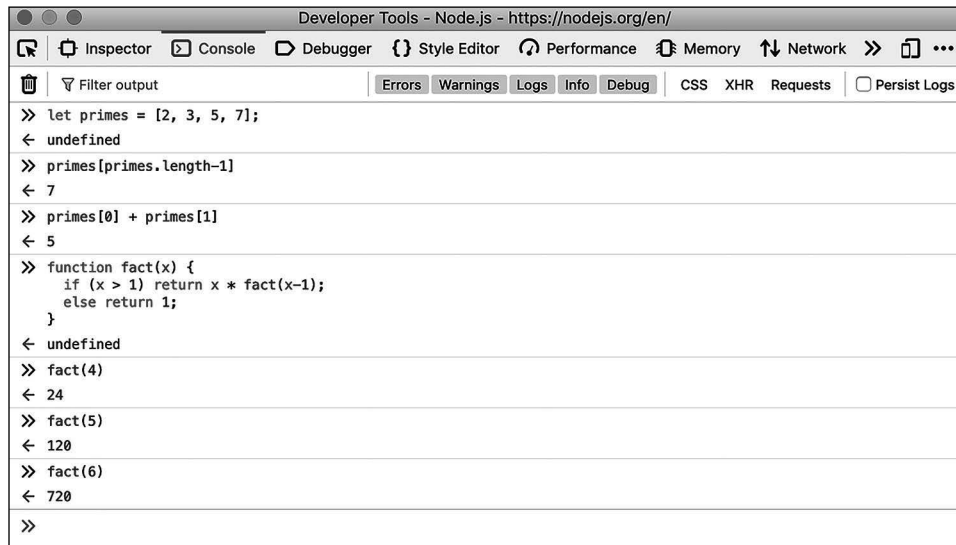 Developer Tools - Node.js - https://nodejs.org/en/
Inspector Console Debugger {} Style Editor Performance Memory Network
Filter output Errors Warnings Logs Info Debug CSS XHR Requests Persist Logs
let primes = [2, 3, 5, 7];
undefined
primes[primes.length-1]
7
primes[0] + primes[1]
5
function fact(x) {
if (x > 1) return x * fact(x-1);
else return 1;
}
undefined
fact(4)
24
fact(5)
120
fact(6)
720